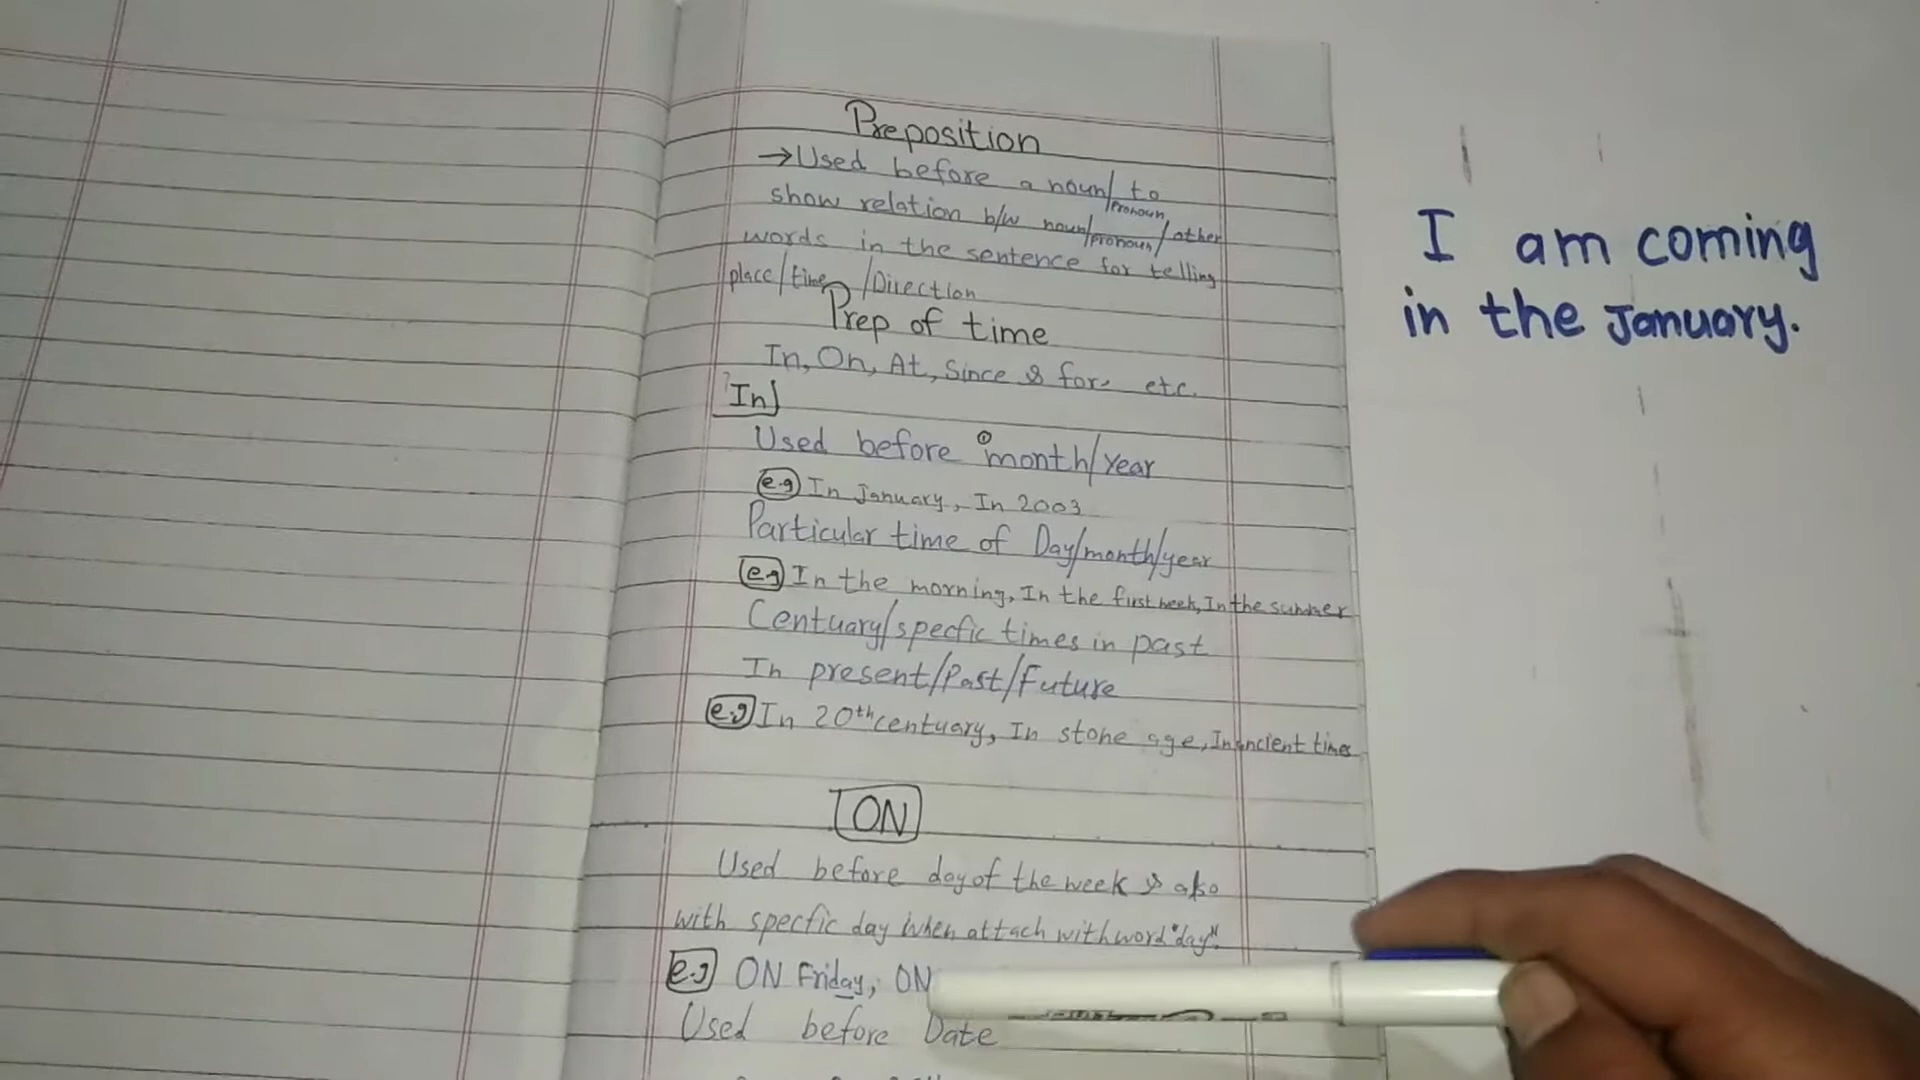 Preposition
→ Used before a noun/pronoun to
show relation b/w noun/pronoun/other
words in the sentence for telling
place/time/Direction
Prep of time
In, On, At, Since & for etc.
In
Used before ① month/year
e.g In January, In 2003
Particular time of Day/month/year
e.g In the morning, In the first week, In the summer
Centuary/specfic times in past
In present/Past/Future
e.g In 20th centuary, In stone age, In ancient times
ON
Used before day of the week & also
with specfic day when attach with word "day".
e.g ON Friday, ON
Used before Date
I am coming
in the January.